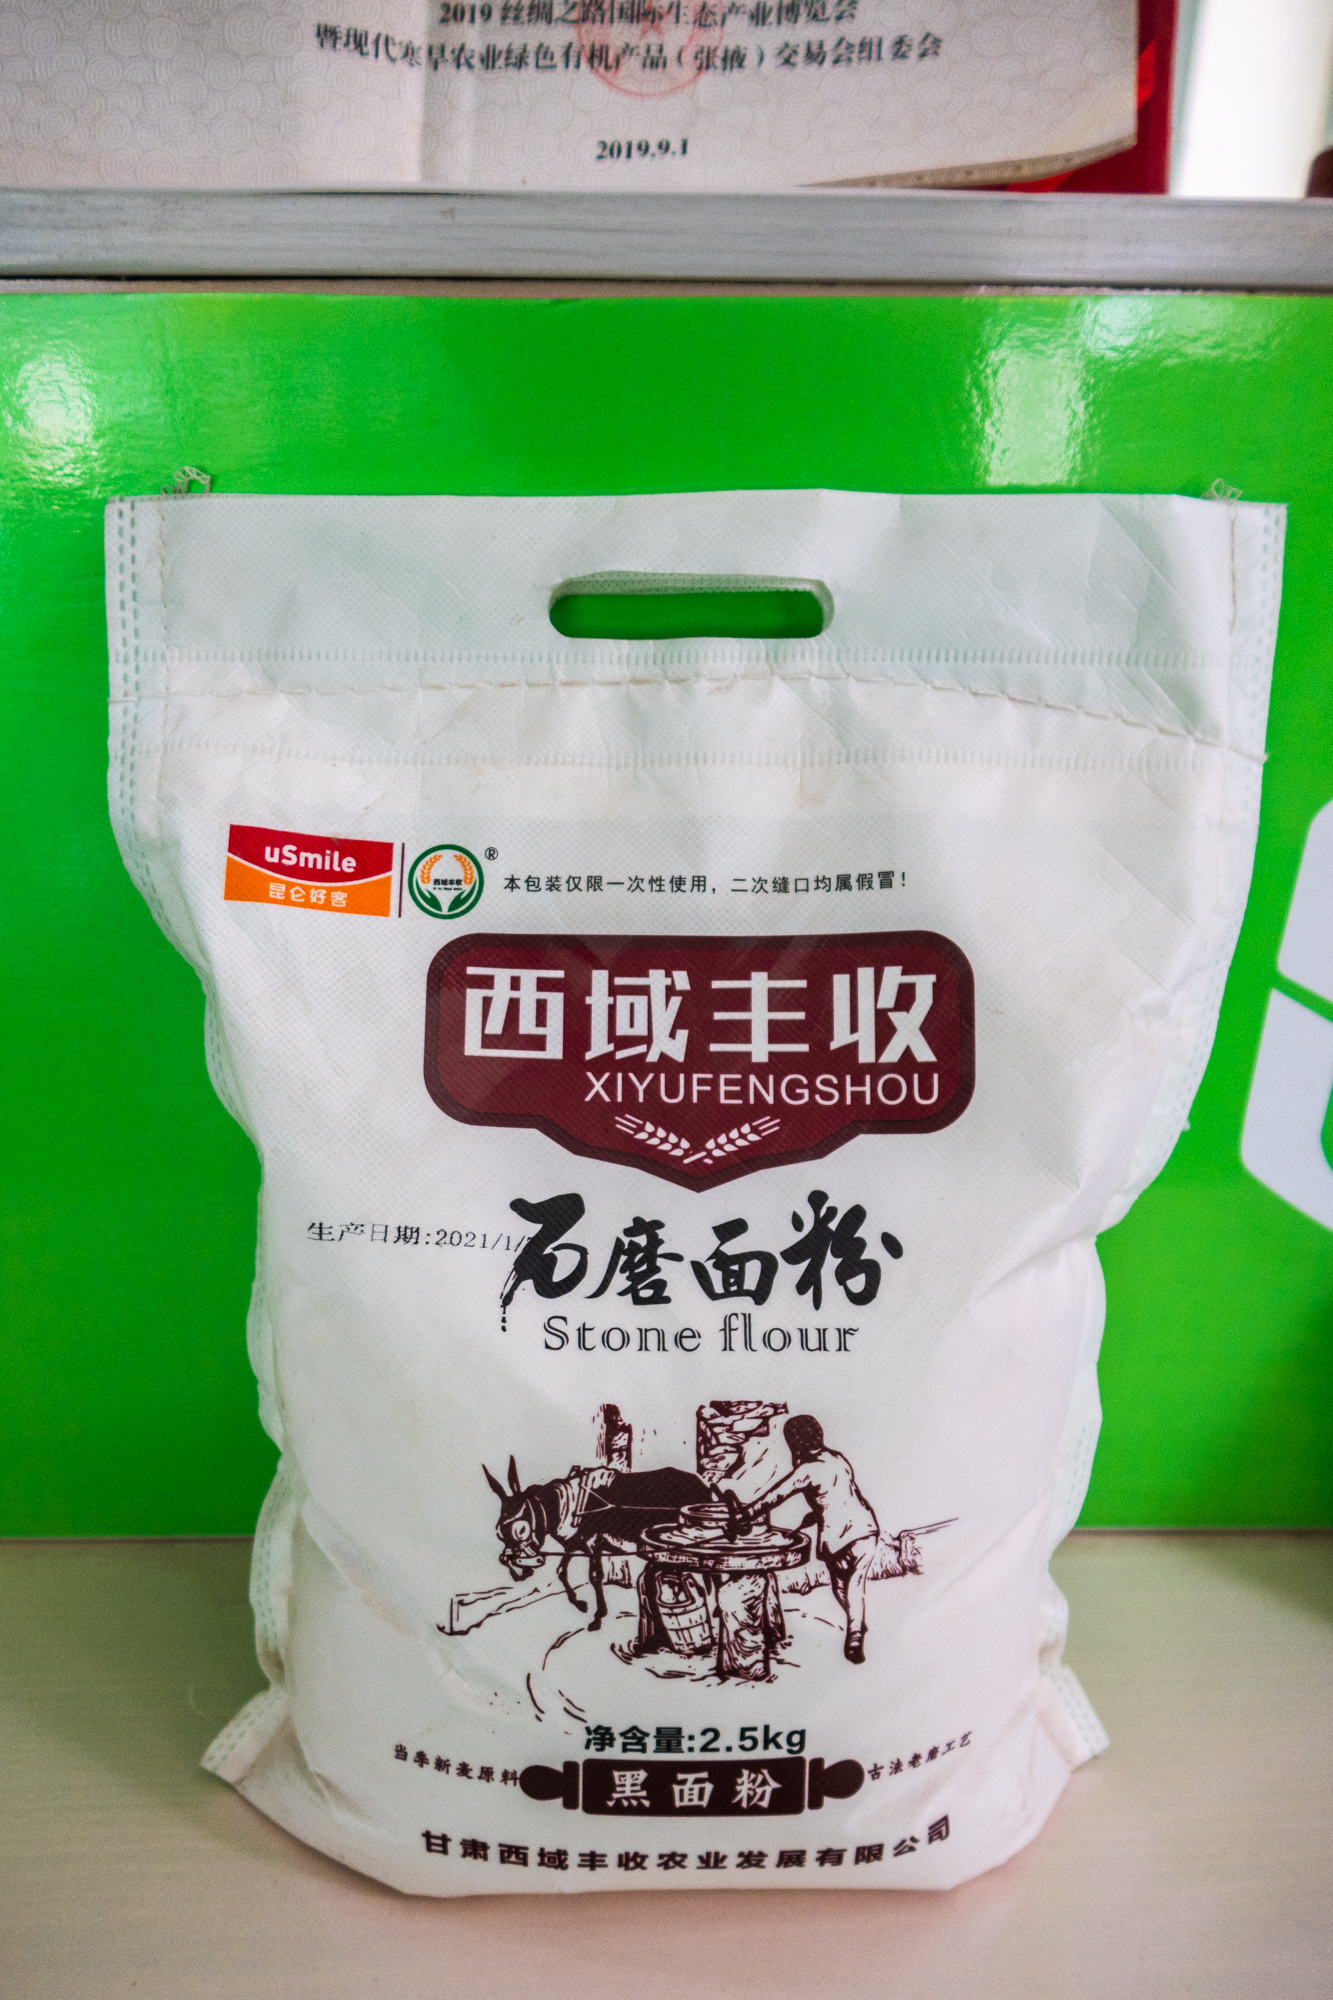 2019 丝绸之路国际生态产业博览会
暨现代寒旱农业绿色有机产品（张掖）交易会组委会
2019.9.1
uSmile
昆仑好客
西域丰收
®
本包装仅限一次性使用，二次缝口均属假冒！
西域丰收
XIYUFENGSHOU
生产日期:2021/1/
石磨面粉
Stone flour
净含量:2.5kg
当季新麦原料
黑面粉
古法老磨工艺
甘肃西域丰收农业发展有限公司